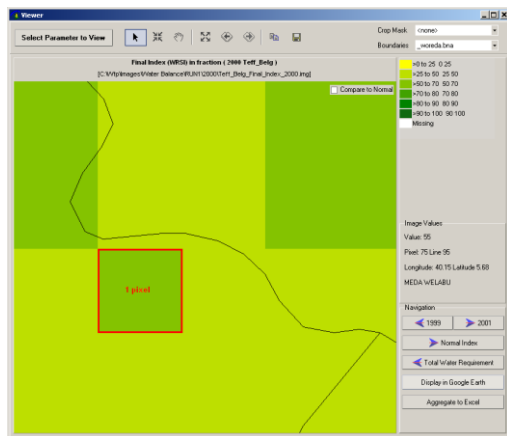 Viewer
Select Parameter to View
Crop Mask <none>
Boundaries _woreda.bna
Final Index (WRSI) in fraction ( 2000 Teff_Belg )
[C:\Wfp\Images\Water Balance\RUN1\2000\Teff_Belg_Final_Index_2000.img]
Compare to Normal
>0 to 25 0 25
>25 to 50 25 50
>50 to 70 50 70
>70 to 80 70 80
>80 to 90 80 90
>90 to 100 90 100
Missing
1 pixel
Image Values
Value: 55
Pixel: 75 Line 95
Longitude: 40.15 Latitude 5.68
MEDA WELABU
Navigation
1999
2001
Normal Index
Total Water Requirement
Display in Google Earth
Aggregate to Excel